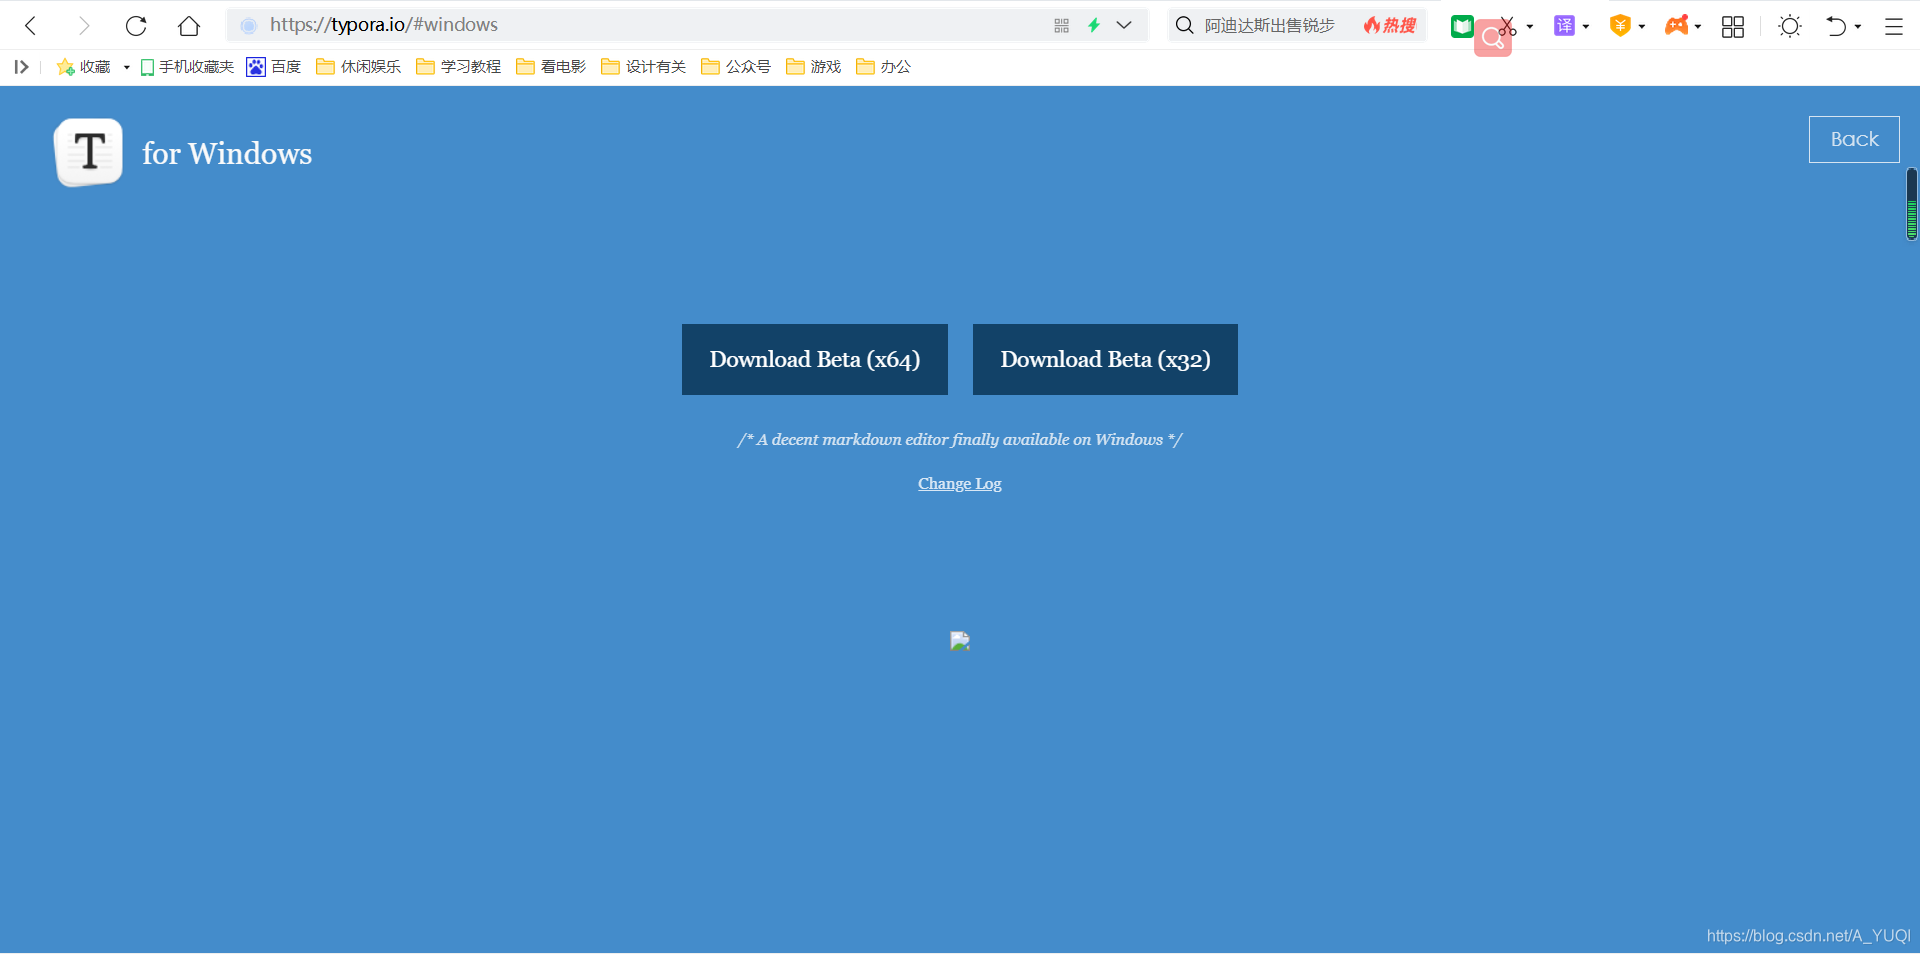 https://typora.io/#windows
阿迪达斯出售锐步 热搜
译
收藏 手机收藏夹 百度 休闲娱乐 学习教程 看电影 设计有关 公众号 游戏 办公
T for Windows
Back
Download Beta (x64) Download Beta (x32)
/* A decent markdown editor finally available on Windows */
Change Log
https://blog.csdn.net/A_YUQI